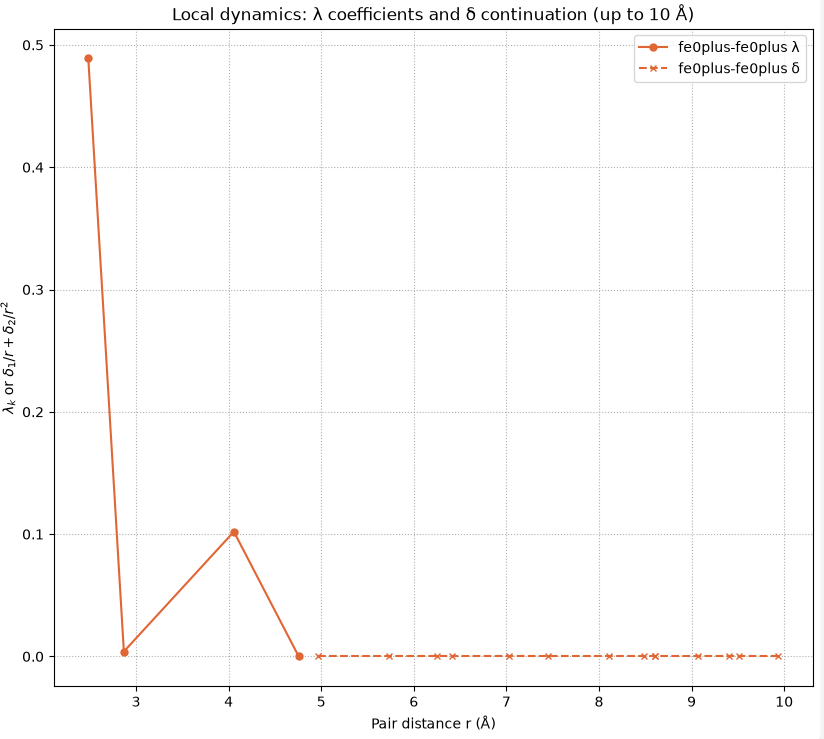 Local dynamics: λ coefficients and δ continuation (up to 10 Å)
fe0plus-fe0plus λ
fe0plus-fe0plus δ
λₖ or δ₁/r + δ₂/r²
0.5
0.4
0.3
0.2
0.1
0.0
3 4 5 6 7 8 9 10
Pair distance r (Å)